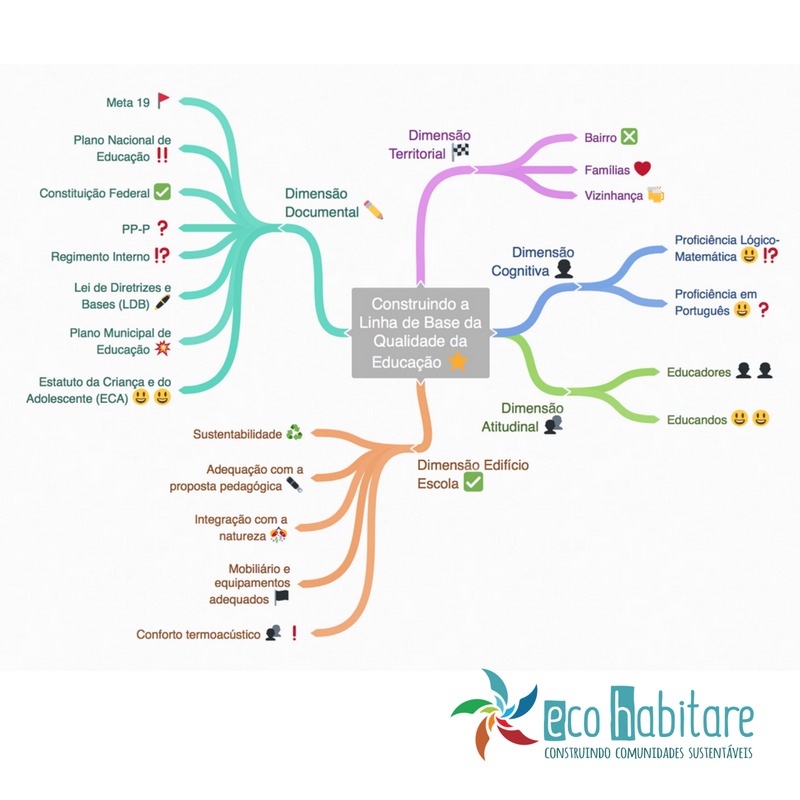 Meta 19 🚩
Plano Nacional de
Educação ‼️
Constituição Federal ✅
PP-P ❓
Regimento Interno ⁉️
Lei de Diretrizes e
Bases (LDB) 🖋️
Plano Municipal de
Educação 💥
Estatuto da Criança e do
Adolescente (ECA) 😃 😃
Dimensão
Documental ✏️
Dimensão
Territorial 🏁
Bairro ❎
Famílias ❤️
Vizinhança 🍻
Dimensão
Cognitiva 👤
Proficiência Lógico-
Matemática 😃 ⁉️
Proficiência em
Português 😃 ❓
Construindo a
Linha de Base da
Qualidade da
Educação ⭐
Educadores 👤 👤
Educandos 😃 😃
Dimensão
Atitudinal 👥
Dimensão Edifício
Escola ✅
Sustentabilidade ♻️
Adequação com a
proposta pedagógica 🖊️
Integração com a
natureza 🎊
Mobiliário e
equipamentos
adequados 🏴
Conforto termoacústico 👥 ❗
eco habitare
CONSTRUINDO COMUNIDADES SUSTENTÁVEIS